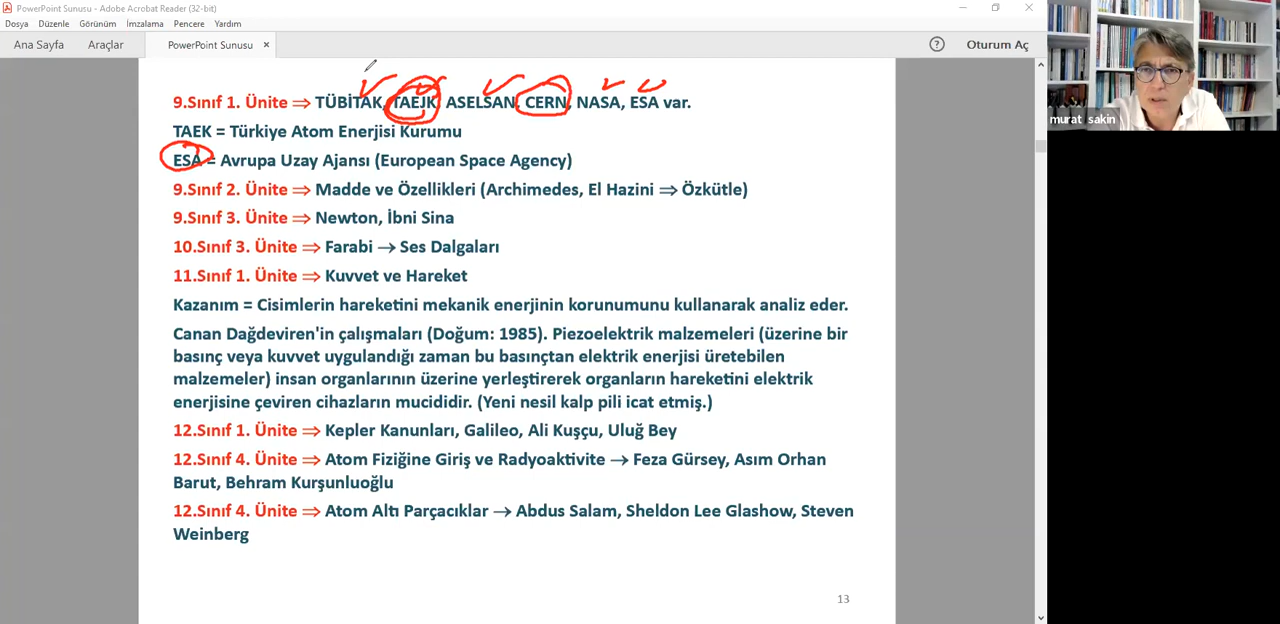 PowerPoint Sunusu - Adobe Acrobat Reader (32-bit)
Dosya Düzenle Görünüm İmzalama Pencere Yardım
Ana Sayfa Araçlar PowerPoint Sunusu × ? Oturum Aç
murat sakin
9.Sınıf 1. Ünite ⇒ TÜBİTAK, TAEJK, ASELSAN, CERN, NASA, ESA var.
TAEK = Türkiye Atom Enerjisi Kurumu
ESA = Avrupa Uzay Ajansı (European Space Agency)
9.Sınıf 2. Ünite ⇒ Madde ve Özellikleri (Archimedes, El Hazini ⇒ Özkütle)
9.Sınıf 3. Ünite ⇒ Newton, İbni Sina
10.Sınıf 3. Ünite ⇒ Farabi → Ses Dalgaları
11.Sınıf 1. Ünite ⇒ Kuvvet ve Hareket
Kazanım = Cisimlerin hareketini mekanik enerjinin korunumunu kullanarak analiz eder.
Canan Dağdeviren'in çalışmaları (Doğum: 1985). Piezoelektrik malzemeleri (üzerine bir
basınç veya kuvvet uygulandığı zaman bu basınçtan elektrik enerjisi üretebilen
malzemeler) insan organlarının üzerine yerleştirerek organların hareketini elektrik
enerjisine çeviren cihazların mucididir. (Yeni nesil kalp pili icat etmiş.)
12.Sınıf 1. Ünite ⇒ Kepler Kanunları, Galileo, Ali Kuşçu, Uluğ Bey
12.Sınıf 4. Ünite ⇒ Atom Fiziğine Giriş ve Radyoaktivite → Feza Gürsey, Asım Orhan
Barut, Behram Kurşunluoğlu
12.Sınıf 4. Ünite ⇒ Atom Altı Parçacıklar → Abdus Salam, Sheldon Lee Glashow, Steven
Weinberg
13